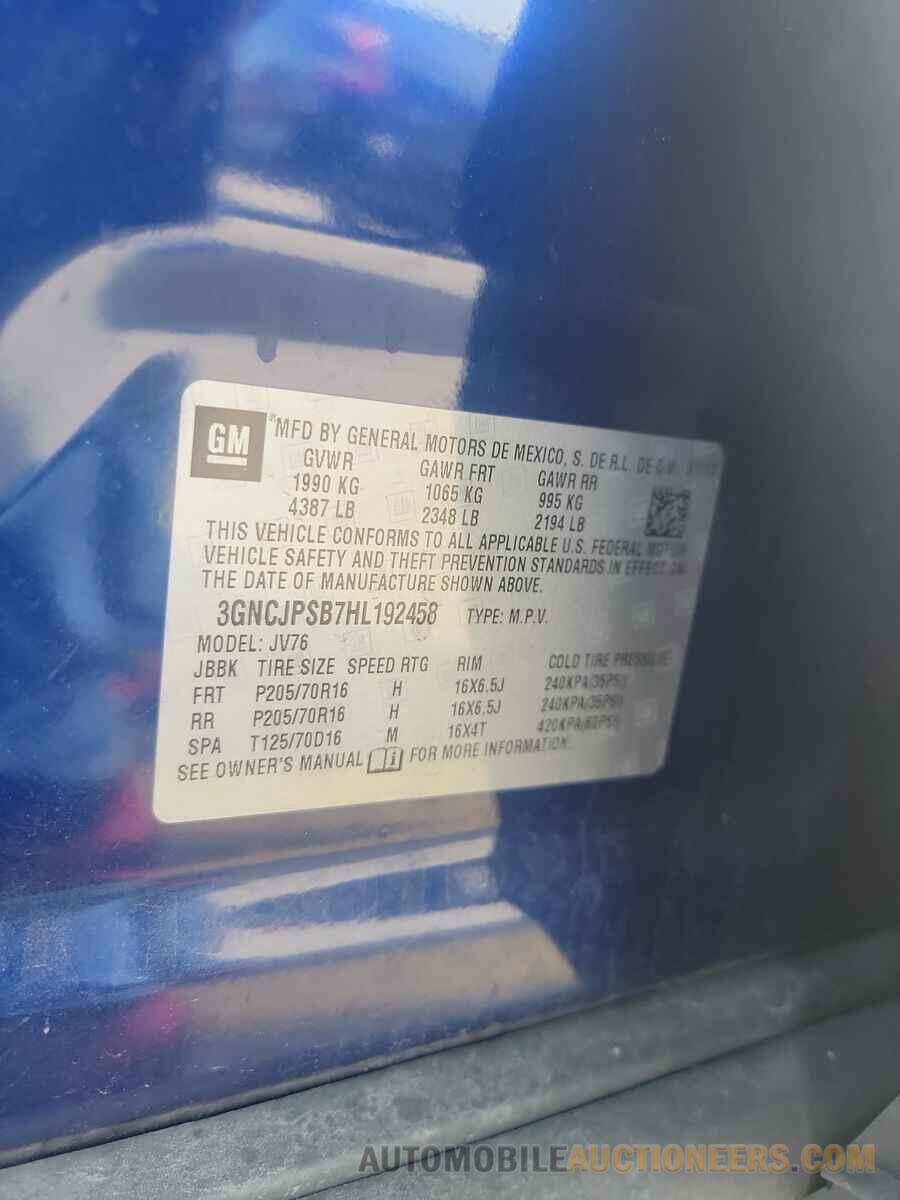 GM
® MFD BY GENERAL MOTORS DE MEXICO, S. DE R.L. DE C.V.
GVWR GAWR FRT GAWR RR
1990 KG 1065 KG 995 KG
4387 LB 2348 LB 2194 LB
THIS VEHICLE CONFORMS TO ALL APPLICABLE U.S. FEDERAL MOTOR
VEHICLE SAFETY AND THEFT PREVENTION STANDARDS IN EFFECT ON
THE DATE OF MANUFACTURE SHOWN ABOVE.
3GNCJPSB7HL192458 TYPE: M.P.V.
MODEL: JV76
JBBK TIRE SIZE SPEED RTG RIM COLD TIRE PRESSURE
FRT P205/70R16 H 16X6.5J 240KPA(35PSI)
RR P205/70R16 H 16X6.5J 240KPA(35PSI)
SPA T125/70D16 M 16X4T 420KPA(60PSI)
SEE OWNER'S MANUAL FOR MORE INFORMATION.
AUTOMOBILEAUCTIONEERS.COM